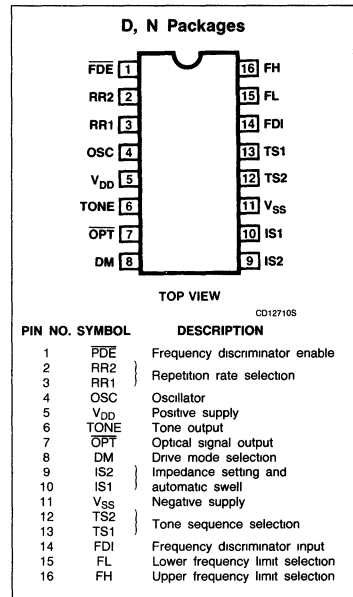 D, N Packages
FDE 1 16 FH
RR2 2 15 FL
RR1 3 14 FDI
OSC 4 13 TS1
VDD 5 12 TS2
TONE 6 11 VSS
OPT 7 10 IS1
DM 8 9 IS2
TOP VIEW
CD12710S
PIN NO. SYMBOL DESCRIPTION
1 PDE Frequency discriminator enable
2 RR2 } Repetition rate selection
3 RR1
4 OSC Oscillator
5 VDD Positive supply
6 TONE Tone output
7 OPT Optical signal output
8 DM Drive mode selection
9 IS2 } Impedance setting and
10 IS1 automatic swell
11 VSS Negative supply
12 TS2 } Tone sequence selection
13 TS1
14 FDI Frequency discriminator input
15 FL Lower frequency limit selection
16 FH Upper frequency limit selection